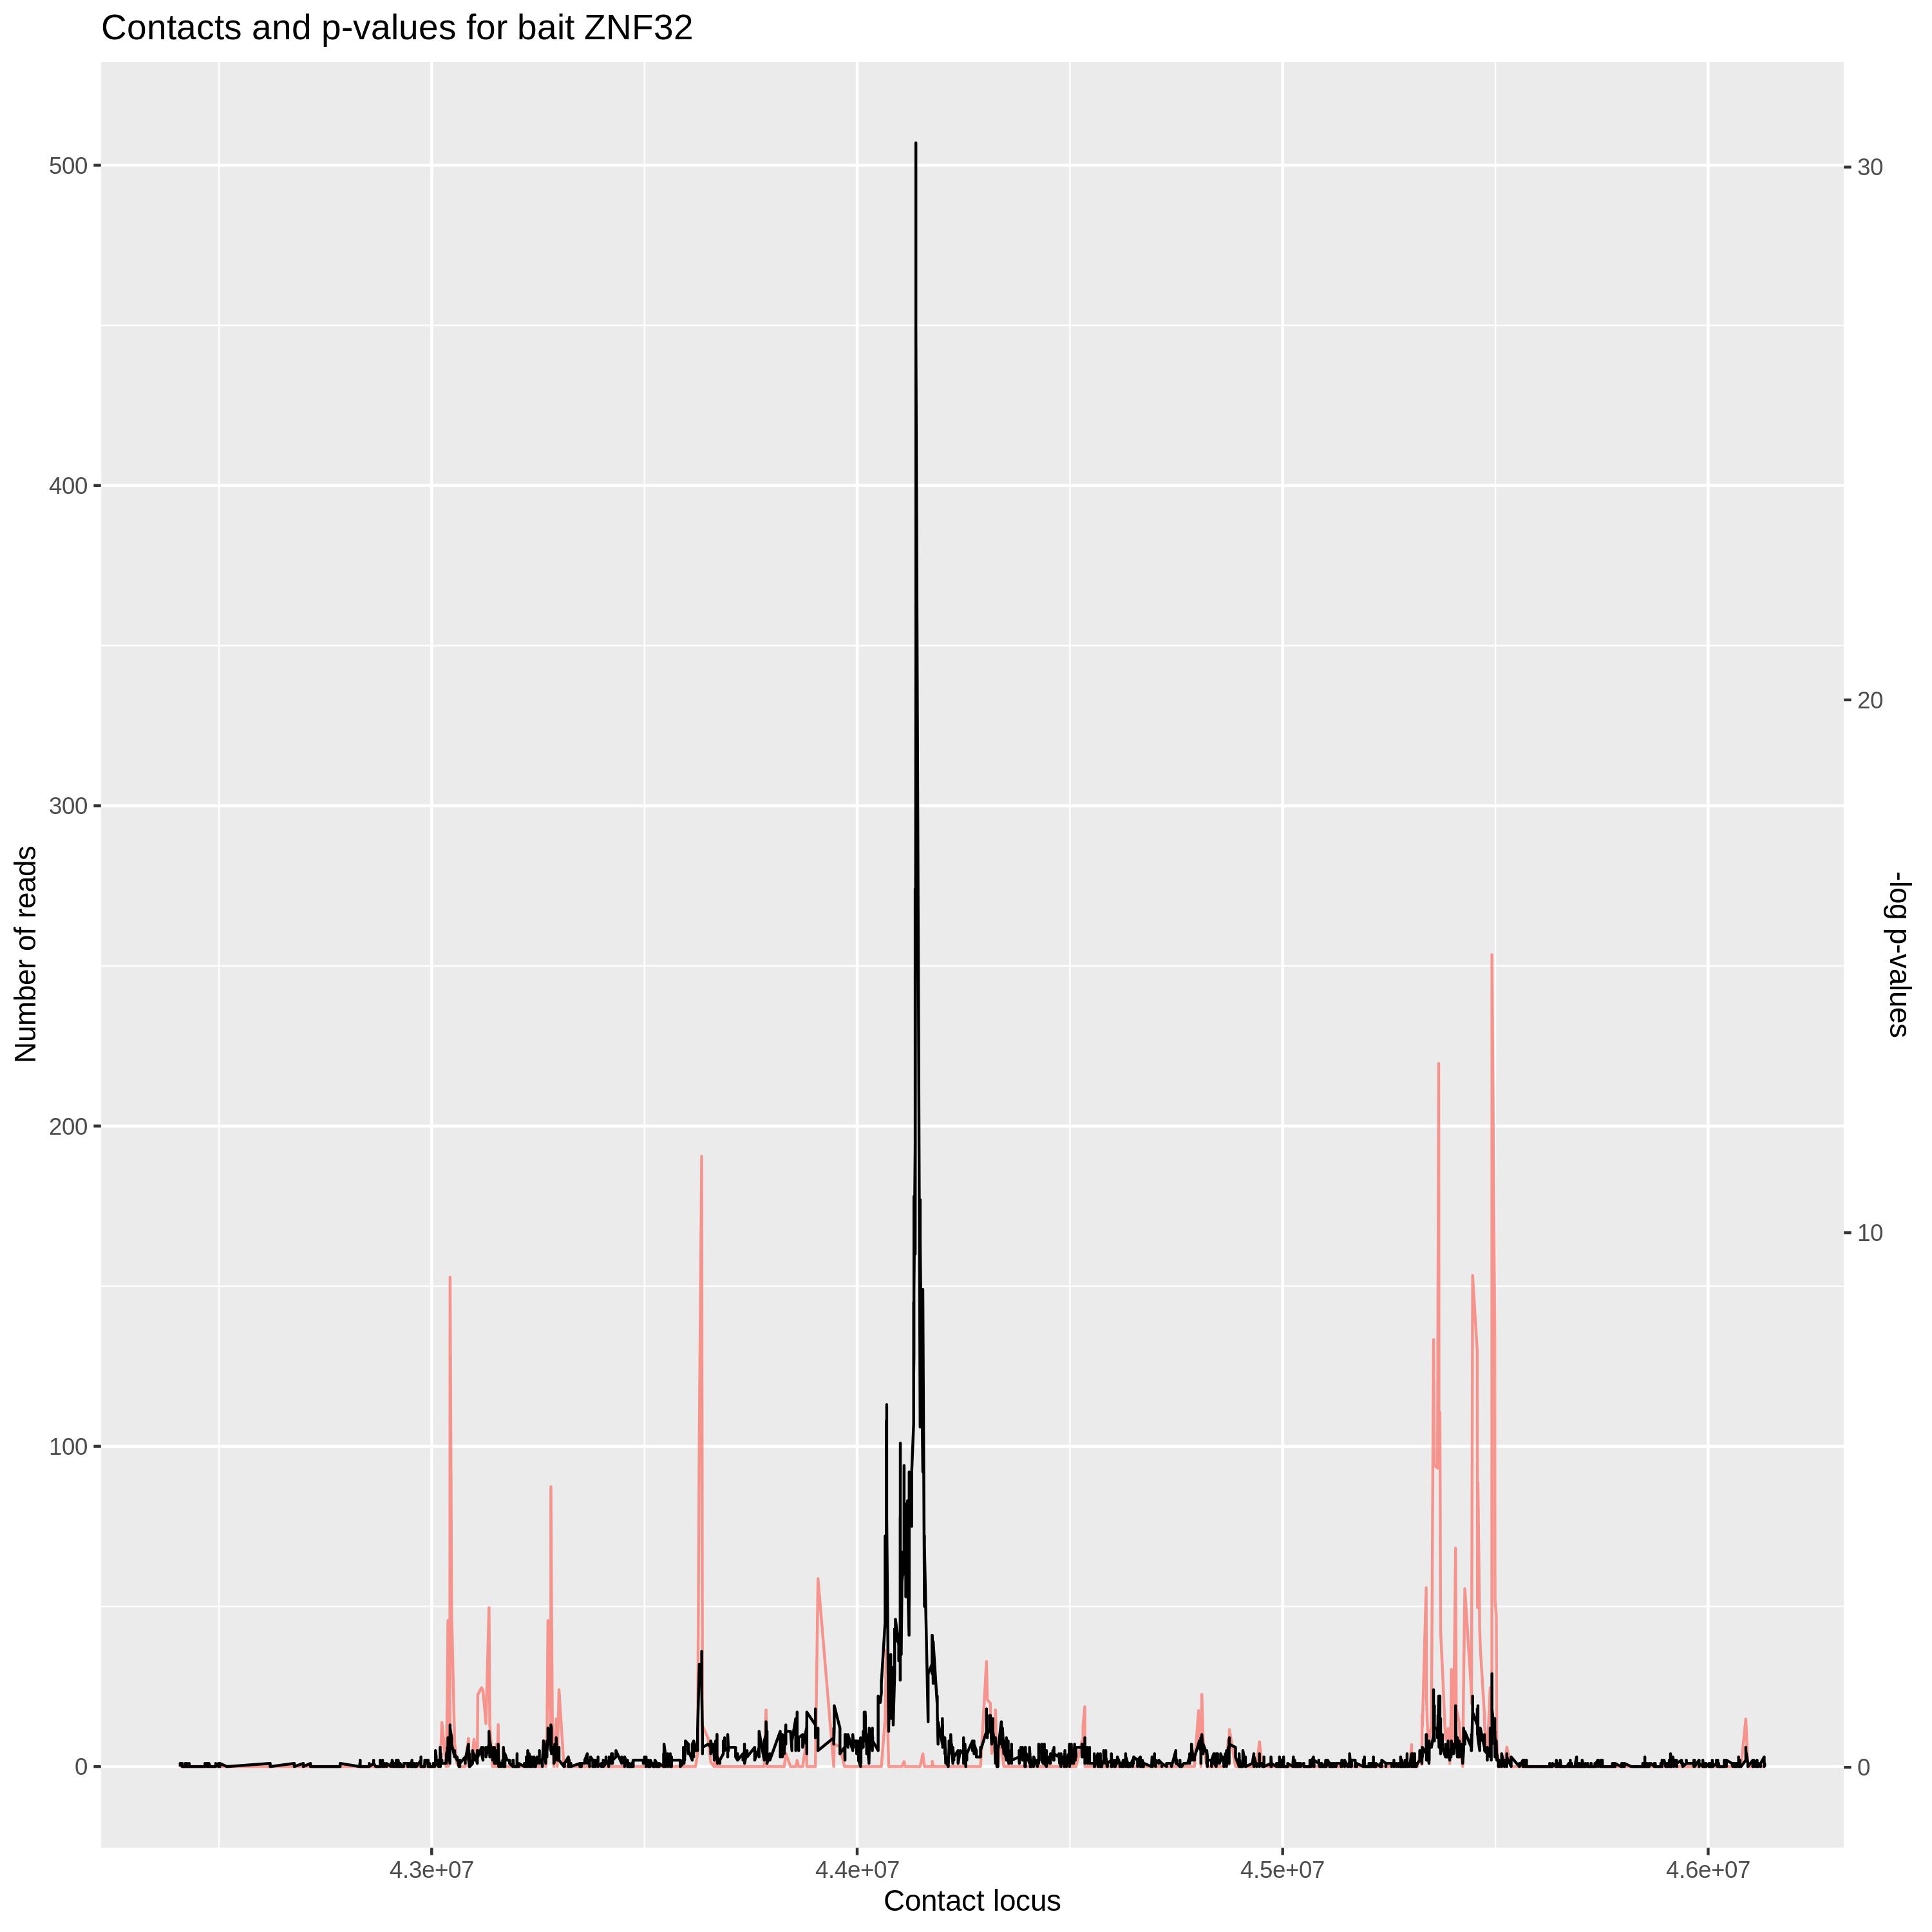 Contacts and p-values for bait ZNF32
500
400
300
200
100
0
Number of reads
30
20
10
0
-log p-values
4.3e+07
4.4e+07
4.5e+07
4.6e+07
Contact locus